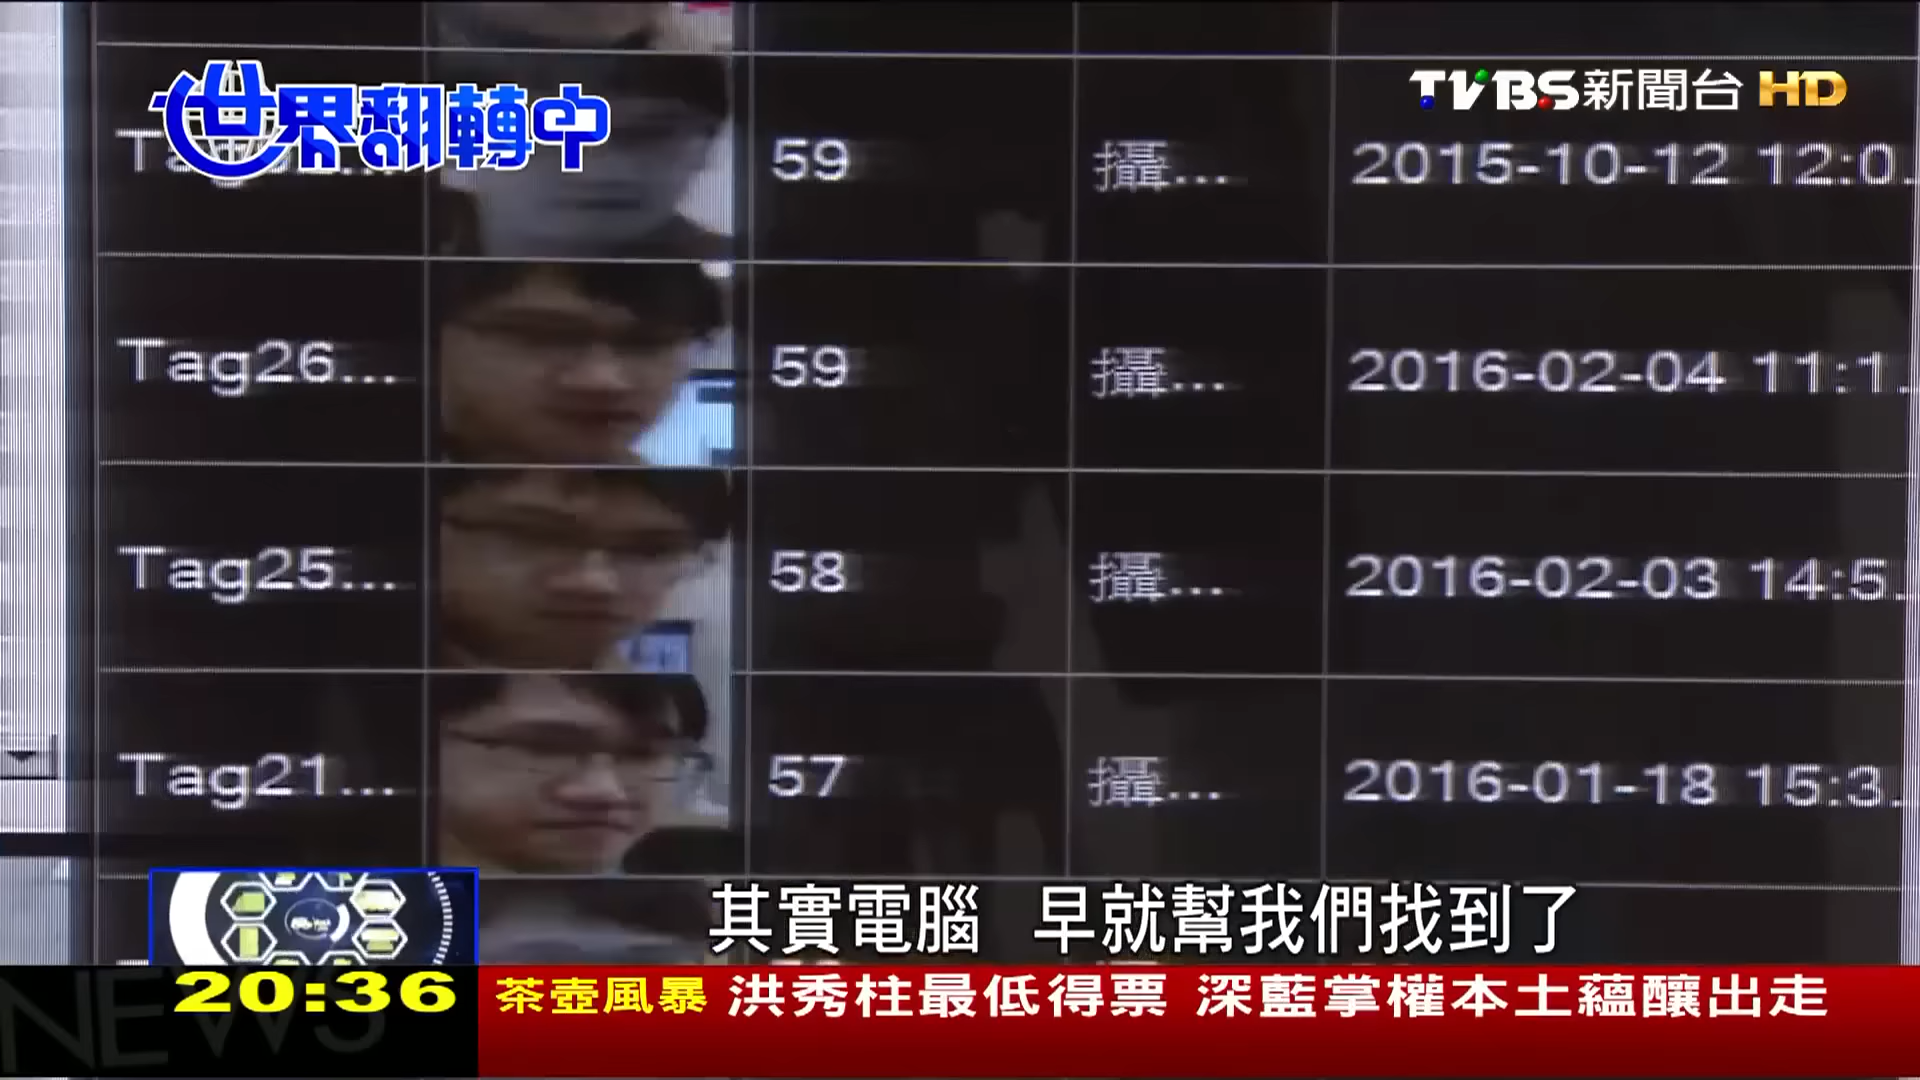 世界翻轉中
TVBS新聞台 HD
59 攝... 2015-10-12 12:0.
Tag26... 59 攝... 2016-02-04 11:1.
Tag25... 58 攝... 2016-02-03 14:5.
Tag21... 57 攝... 2016-01-18 15:3.
其實電腦 早就幫我們找到了
20:36 茶壺風暴 洪秀柱最低得票 深藍掌權本土蘊釀出走
NEWS